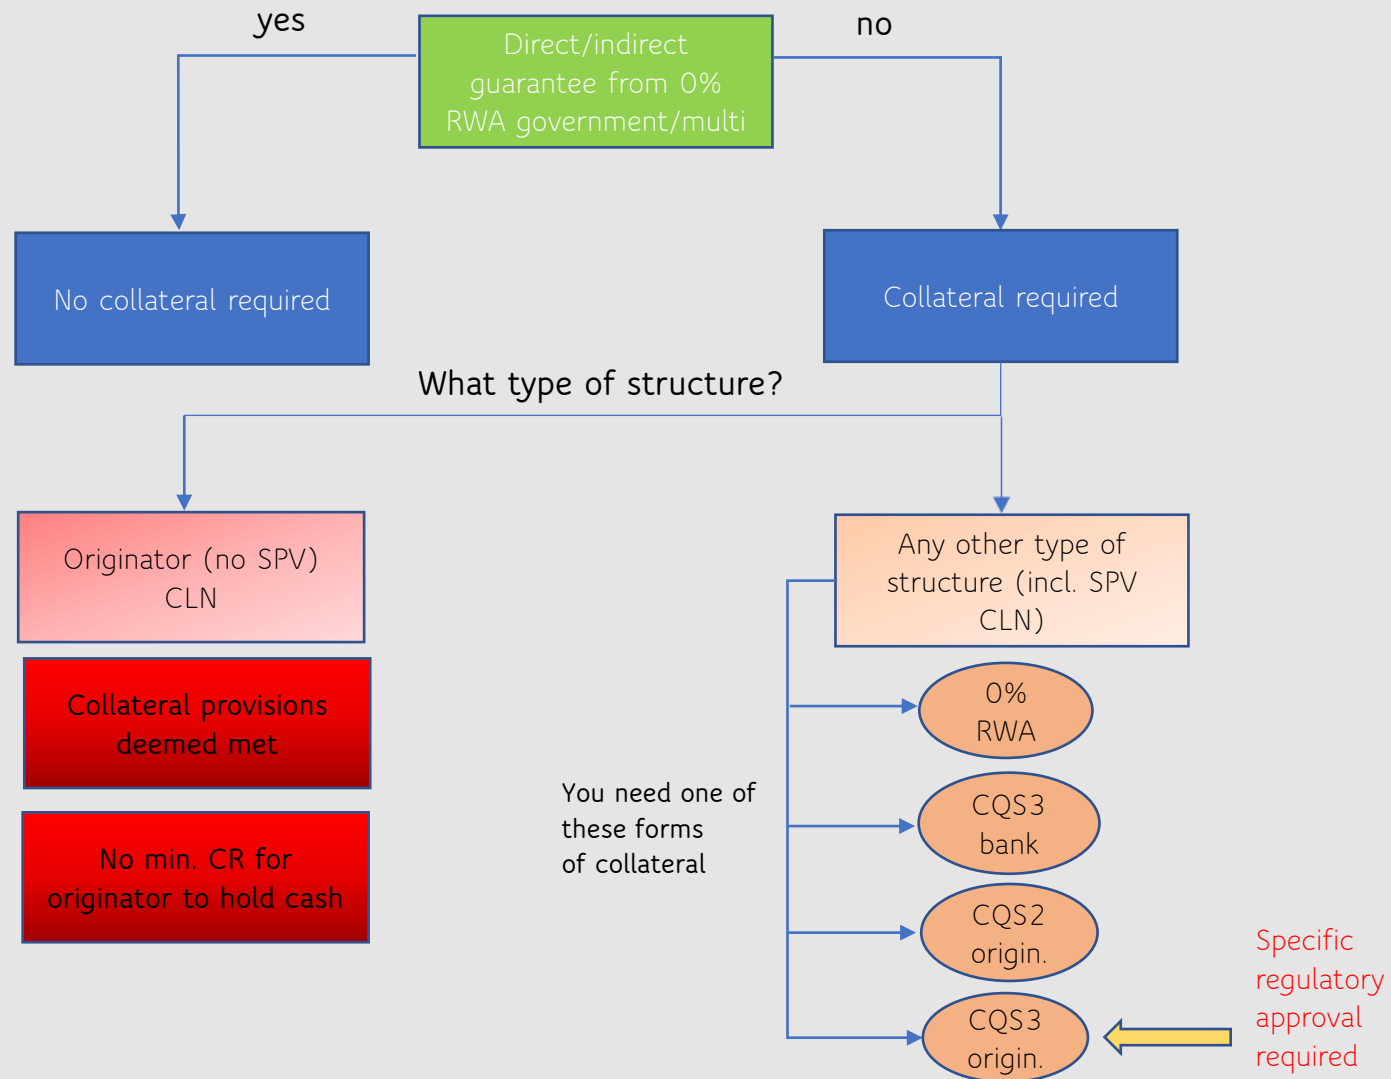 yes
Direct/indirect
guarantee from 0%
RWA government/multi
no
No collateral required
Collateral required
What type of structure?
Originator (no SPV)
CLN
Collateral provisions
deemed met
No min. CR for
originator to hold cash
Any other type of
structure (incl. SPV
CLN)
You need one of
these forms
of collateral
0%
RWA
CQS3
bank
CQS2
origin.
CQS3
origin.
Specific
regulatory
approval
required